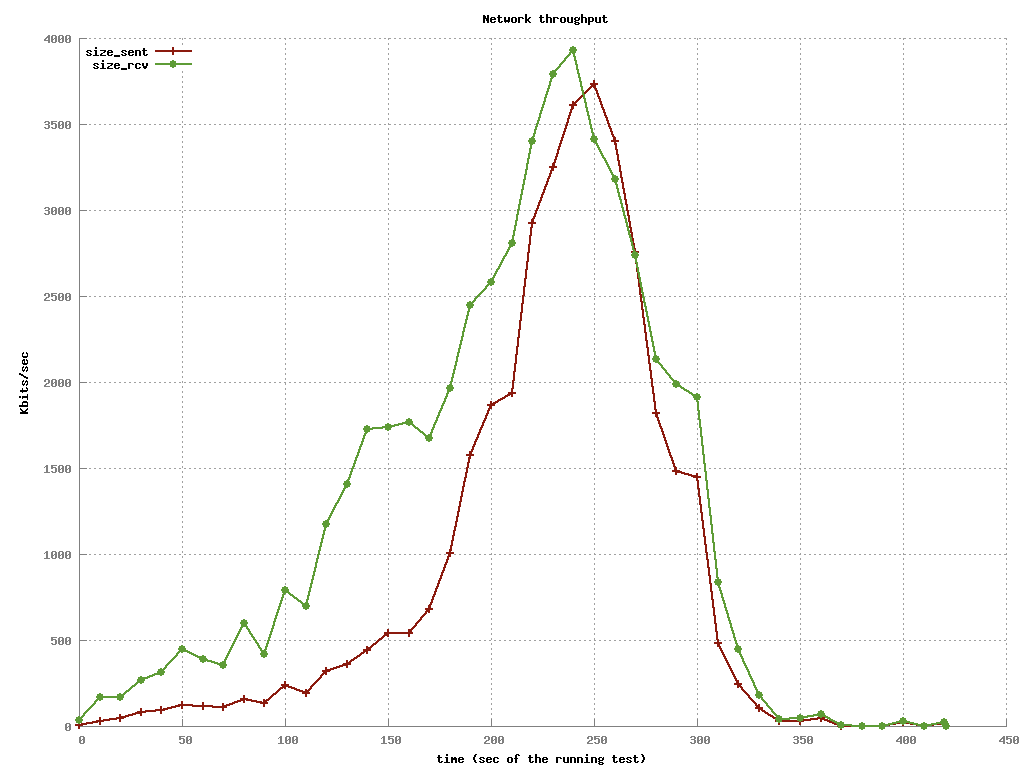 Network throughput
size_sent
size_rcv
4000
3500
3000
2500
2000
1500
1000
500
0
Kbits/sec
0 50 100 150 200 250 300 350 400 450
time (sec of the running test)